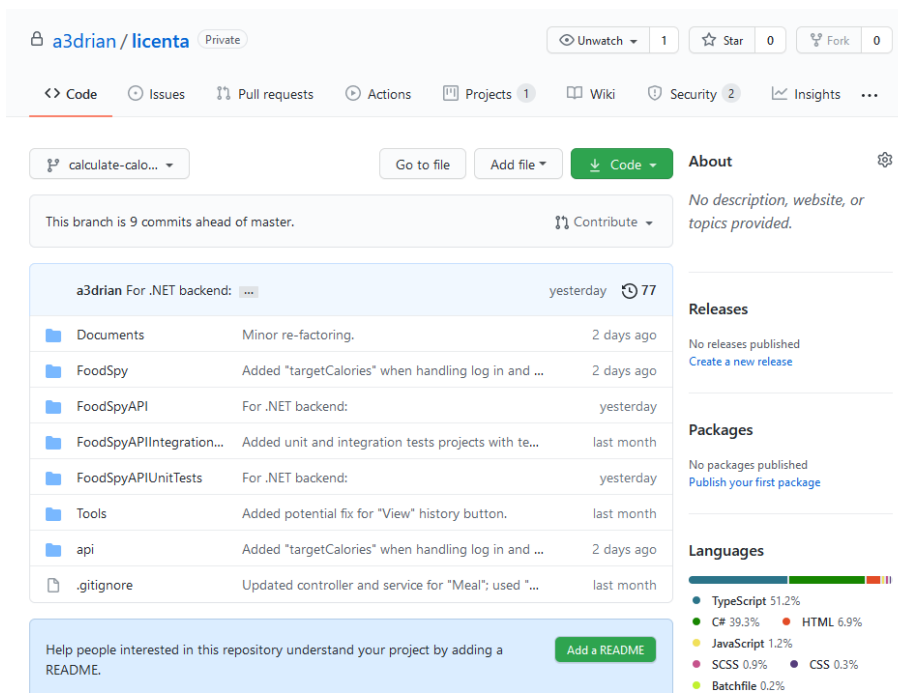 a3drian / licenta Private
Unwatch 1 Star 0 Fork 0
Code Issues Pull requests Actions Projects 1 Wiki Security 2 Insights ...
calculate-calo... Go to file Add file Code
About
No description, website, or
topics provided.
This branch is 9 commits ahead of master. Contribute
a3drian For .NET backend: ... yesterday 77
Documents Minor re-factoring. 2 days ago
FoodSpy Added "targetCalories" when handling log in and ... 2 days ago
FoodSpyAPI For .NET backend: yesterday
FoodSpyAPIIntegration... Added unit and integration tests projects with te... last month
FoodSpyAPIUnitTests For .NET backend: yesterday
Tools Added potential fix for "View" history button. last month
api Added "targetCalories" when handling log in and ... 2 days ago
.gitignore Updated controller and service for "Meal"; used "... last month
Help people interested in this repository understand your project by adding a
README.
Add a README
Releases
No releases published
Create a new release
Packages
No packages published
Publish your first package
Languages
TypeScript 51.2%
C# 39.3% HTML 6.9%
JavaScript 1.2%
SCSS 0.9% CSS 0.3%
Batchfile 0.2%